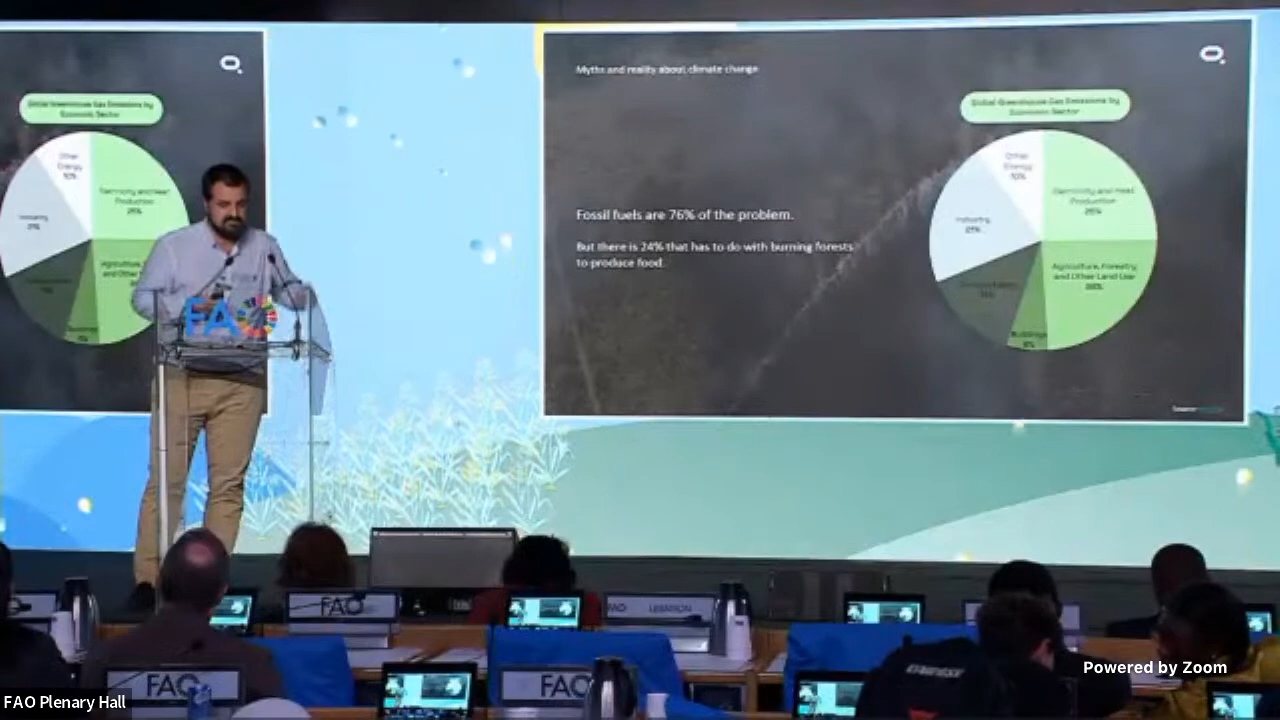 Global Greenhouse Gas Emissions by
Economic Sector
Other
Energy
10%
Electricity and Heat
Production
25%
Industry
21%
Myths and reality about climate change
Fossil fuels are 76% of the problem.
But there is 24% that has to do with burning forests
to produce food.
Global Greenhouse Gas Emissions by
Economic Sector
Other
Energy
10%
Electricity and Heat
Production
25%
Industry
21%
Agriculture, Forestry
and Other Land Use
Buildings
Source
FAO
FAO
LEBANON
FAO
FAO
Powered by Zoom
FAO Plenary Hall